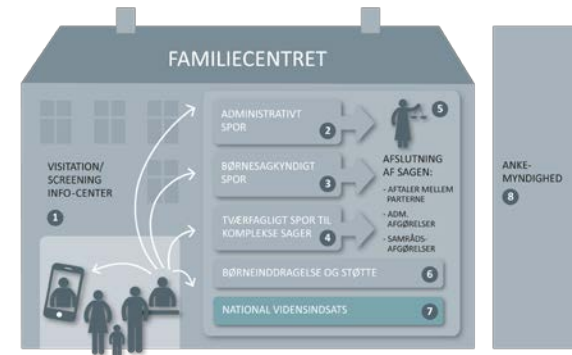 FAMILIECENTRET
VISITATION/
SCREENING
INFO-CENTER
1
ADMINISTRATIVT
SPOR
2
BØRNESAGKYNDIGT
SPOR
3
TVÆRFAGLIGT SPOR TIL
KOMPLEKSE SAGER
4
5
AFSLUTNING
AF SAGEN:
- AFTALER MELLEM
PARTERNE
- ADM.
AFGØRELSER
- SAMRÅDS-
AFGØRELSER
BØRNEINDDRAGELSE OG STØTTE
6
NATIONAL VIDENSINDSATS
7
ANKE-
MYNDIGHED
8